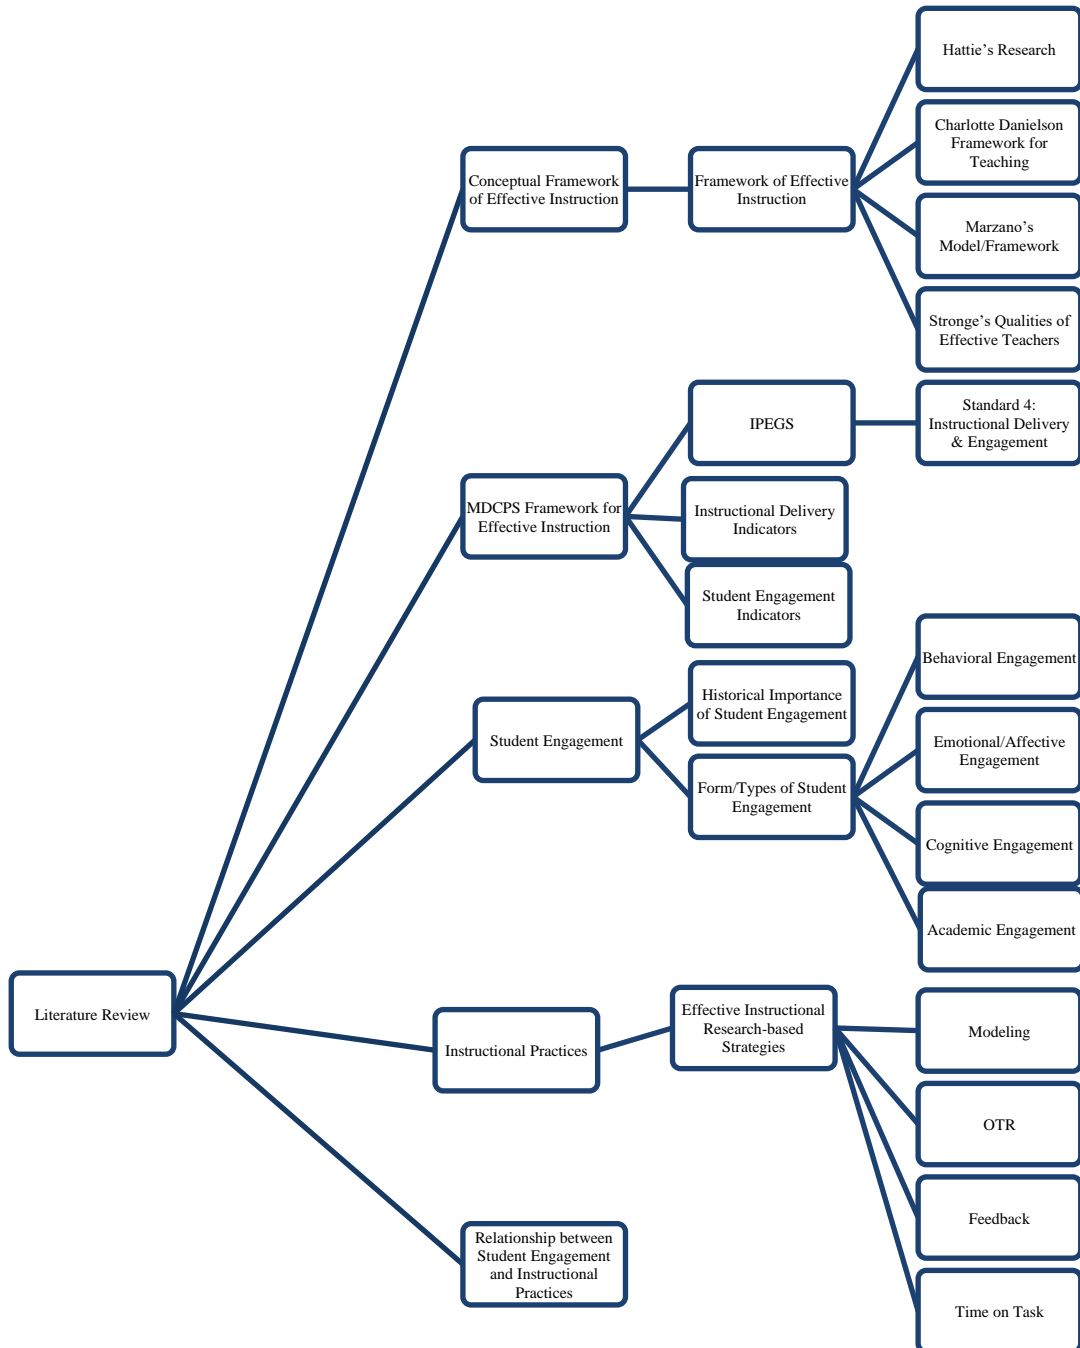 Literature Review
Conceptual Framework
of Effective Instruction
Framework of Effective
Instruction
Hattie’s Research
Charlotte Danielson
Framework for
Teaching
Marzano’s
Model/Framework
Stronge’s Qualities of
Effective Teachers
MDCPS Framework for
Effective Instruction
IPEGS
Standard 4:
Instructional Delivery
& Engagement
Instructional Delivery
Indicators
Student Engagement
Indicators
Student Engagement
Historical Importance
of Student Engagement
Form/Types of Student
Engagement
Behavioral Engagement
Emotional/Affective
Engagement
Cognitive Engagement
Academic Engagement
Instructional Practices
Effective Instructional
Research-based
Strategies
Modeling
OTR
Feedback
Time on Task
Relationship between
Student Engagement
and Instructional
Practices